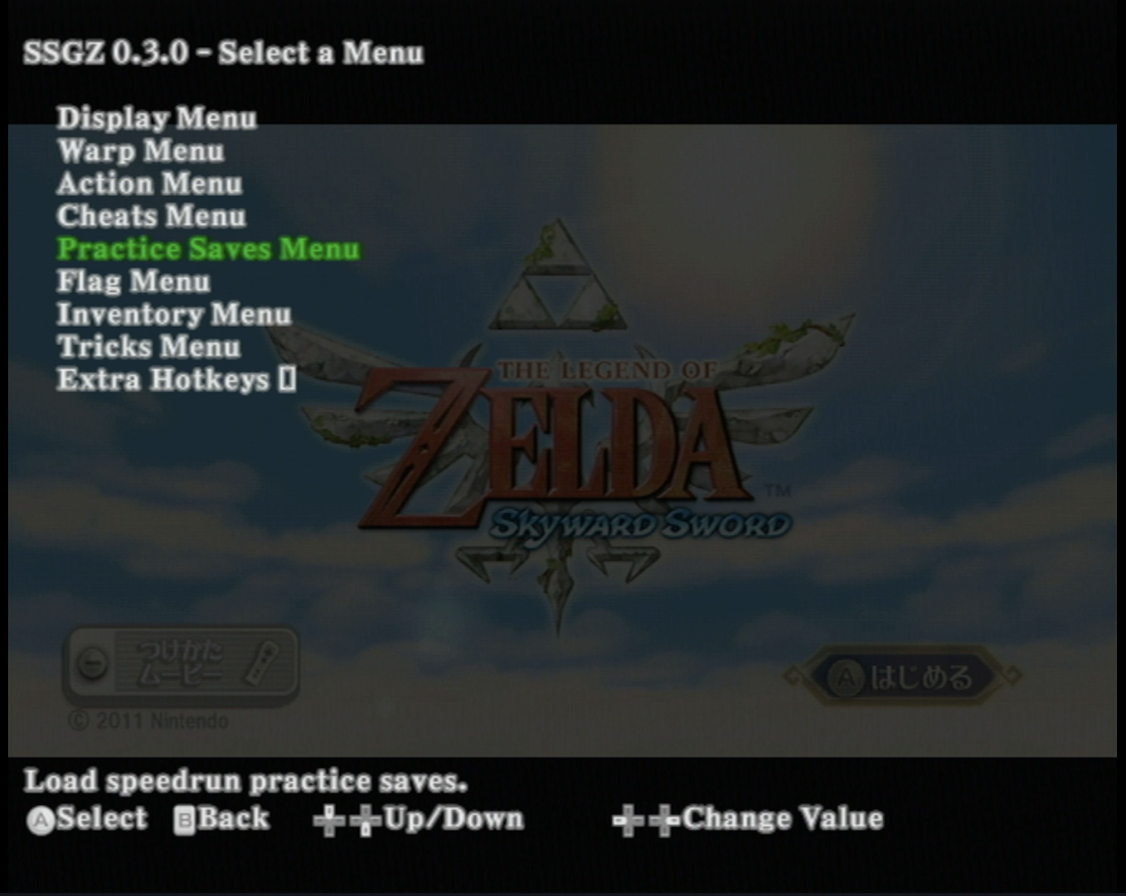 SSGZ 0.3.0 - Select a Menu
Display Menu
Warp Menu
Action Menu
Cheats Menu
Practice Saves Menu
Flag Menu
Inventory Menu
Tricks Menu
Extra Hotkeys []
THE LEGEND OF
ZELDA
TM
SKYWARD SWORD
つけかた
ムービー
A はじめる
© 2011 Nintendo
Load speedrun practice saves.
A Select B Back Up/Down Change Value